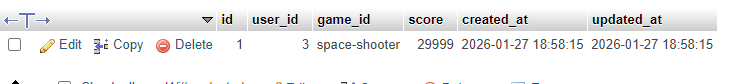 id user_id game_id score created_at updated_at
Edit Copy Delete 1 3 space-shooter 29999 2026-01-27 18:58:15 2026-01-27 18:58:15